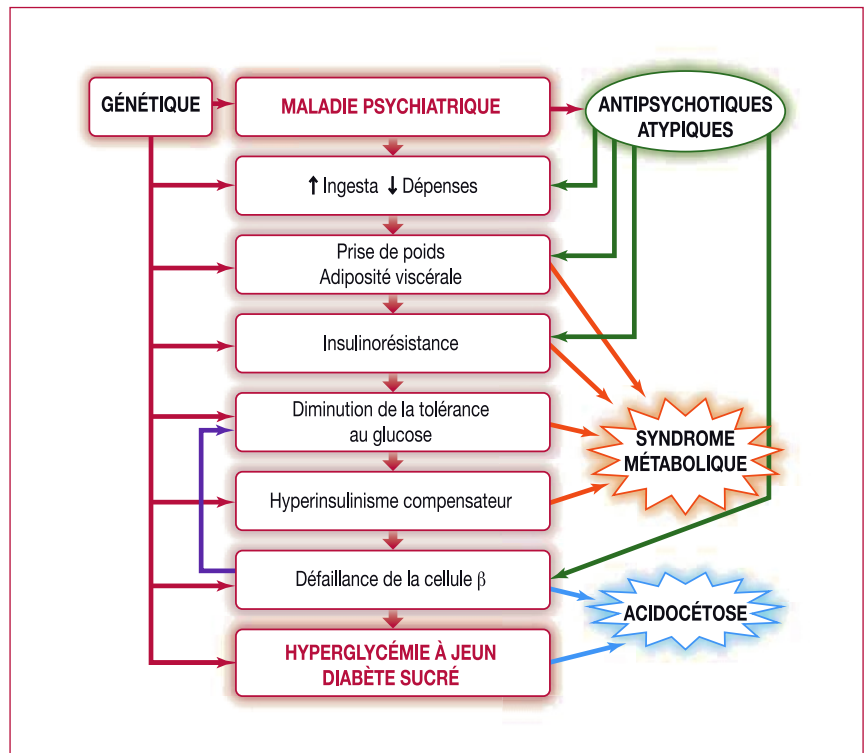 GÉNÉTIQUE
MALADIE PSYCHIATRIQUE
ANTIPSYCHOTIQUES
ATYPIQUES
↑ Ingesta ↓ Dépenses
Prise de poids
Adiposité viscérale
Insulinorésistance
Diminution de la tolérance
au glucose
SYNDROME
MÉTABOLIQUE
Hyperinsulinisme compensateur
Défaillance de la cellule β
ACIDOCÉTOSE
HYPERGLYCÉMIE À JEUN
DIABÈTE SUCRÉ